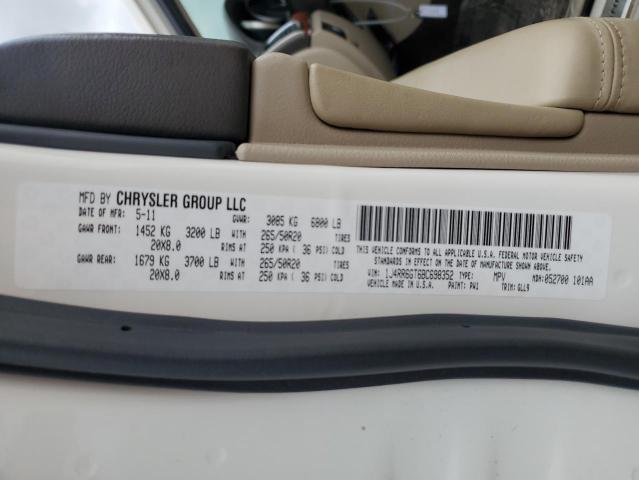 MFD BY CHRYSLER GROUP LLC
DATE OF MFR: 5-11 GVWR: 3085 KG 6800 LB
GAWR FRONT: 1452 KG 3200 LB WITH 265/50R20 TIRES
20X8.0 RIMS AT 250 KPA ( 36 PSI) COLD
GAWR REAR: 1679 KG 3700 LB WITH 265/50R20 TIRES
20X8.0 RIMS AT 250 KPA ( 36 PSI) COLD
THIS VEHICLE CONFORMS TO ALL APPLICABLE U.S.A. FEDERAL MOTOR VEHICLE SAFETY
STANDARDS IN EFFECT ON THE DATE OF MANUFACTURE SHOWN ABOVE.
VIN: 1J4RR6GT6BC698352 TYPE: MPV MDH: 052700 101AA
VEHICLE MADE IN U.S.A. PAINT: PW1 TRIM: GLL9